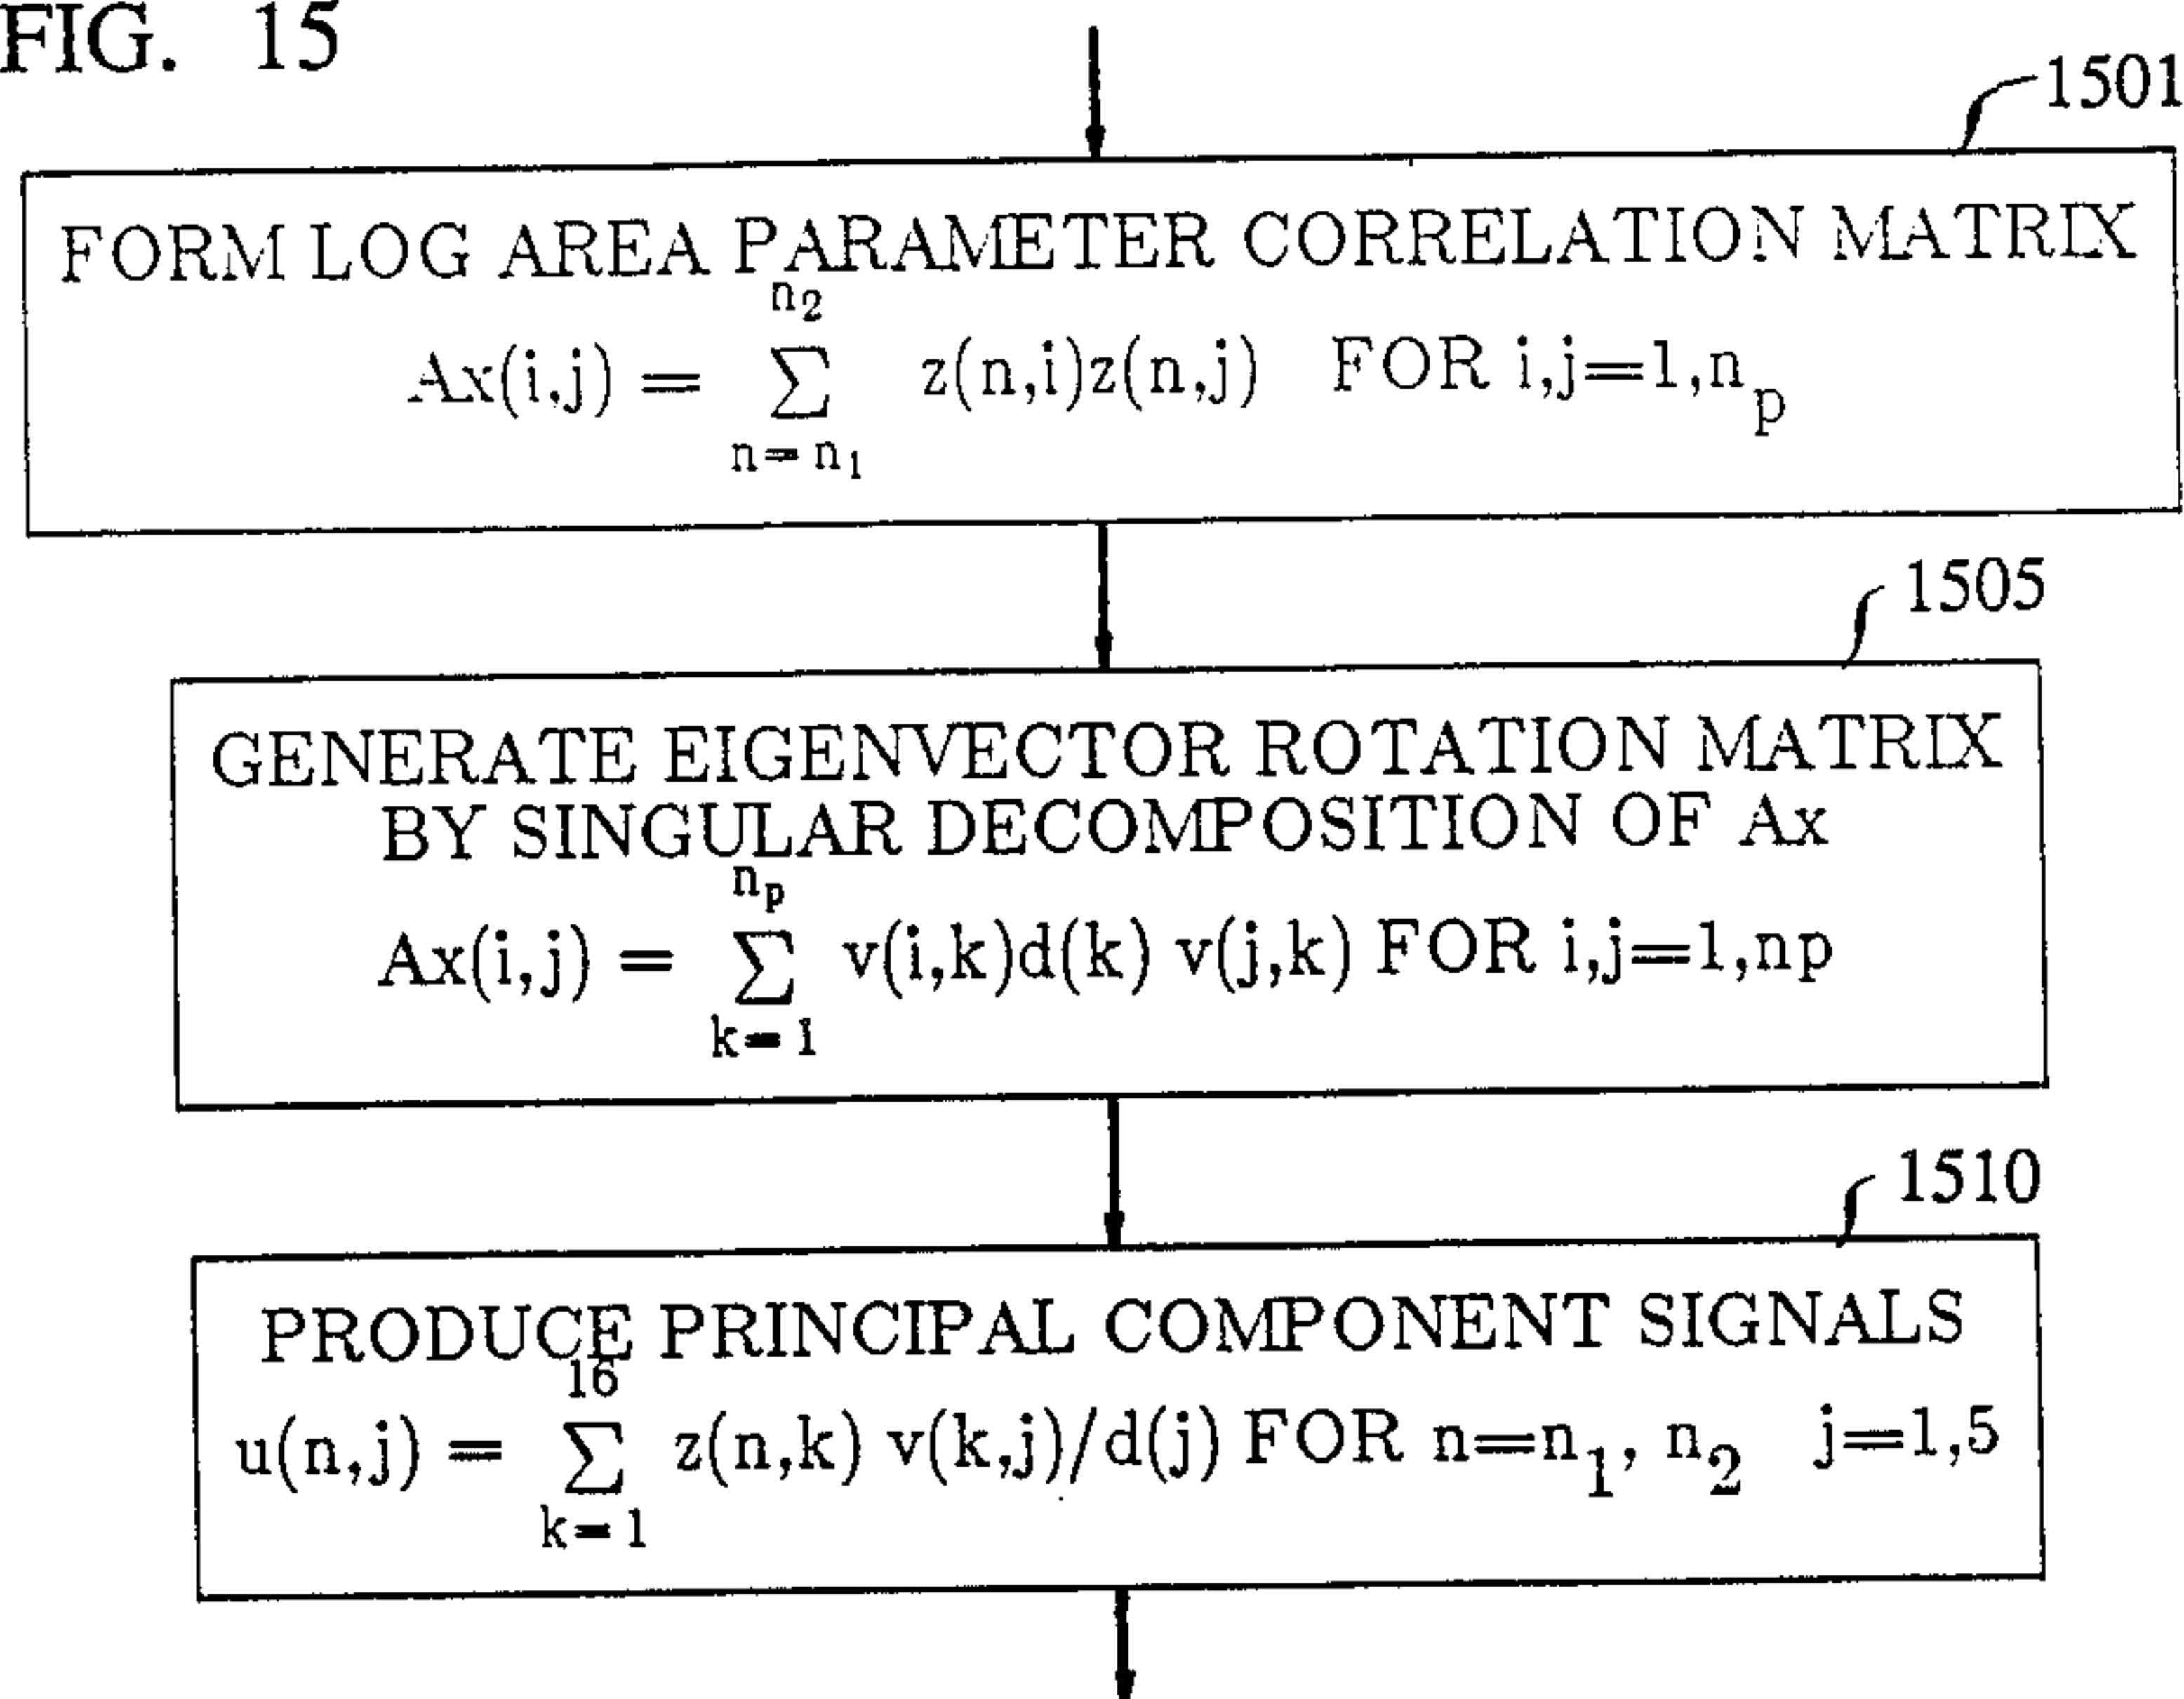 FIG. 15
1501
FORM LOG AREA PARAMETER CORRELATION MATRIX
n₂
Ax(i,j) = ∑ z(n,i)z(n,j) FOR i,j=1,nₚ
n=n₁
1505
GENERATE EIGENVECTOR ROTATION MATRIX
BY SINGULAR DECOMPOSITION OF Ax
nₚ
Ax(i,j) = ∑ v(i,k)d(k) v(j,k) FOR i,j=1,np
k=1
1510
PRODUCE PRINCIPAL COMPONENT SIGNALS
16
u(n,j) = ∑ z(n,k) v(k,j)/d(j) FOR n=n₁, n₂ j=1,5
k=1